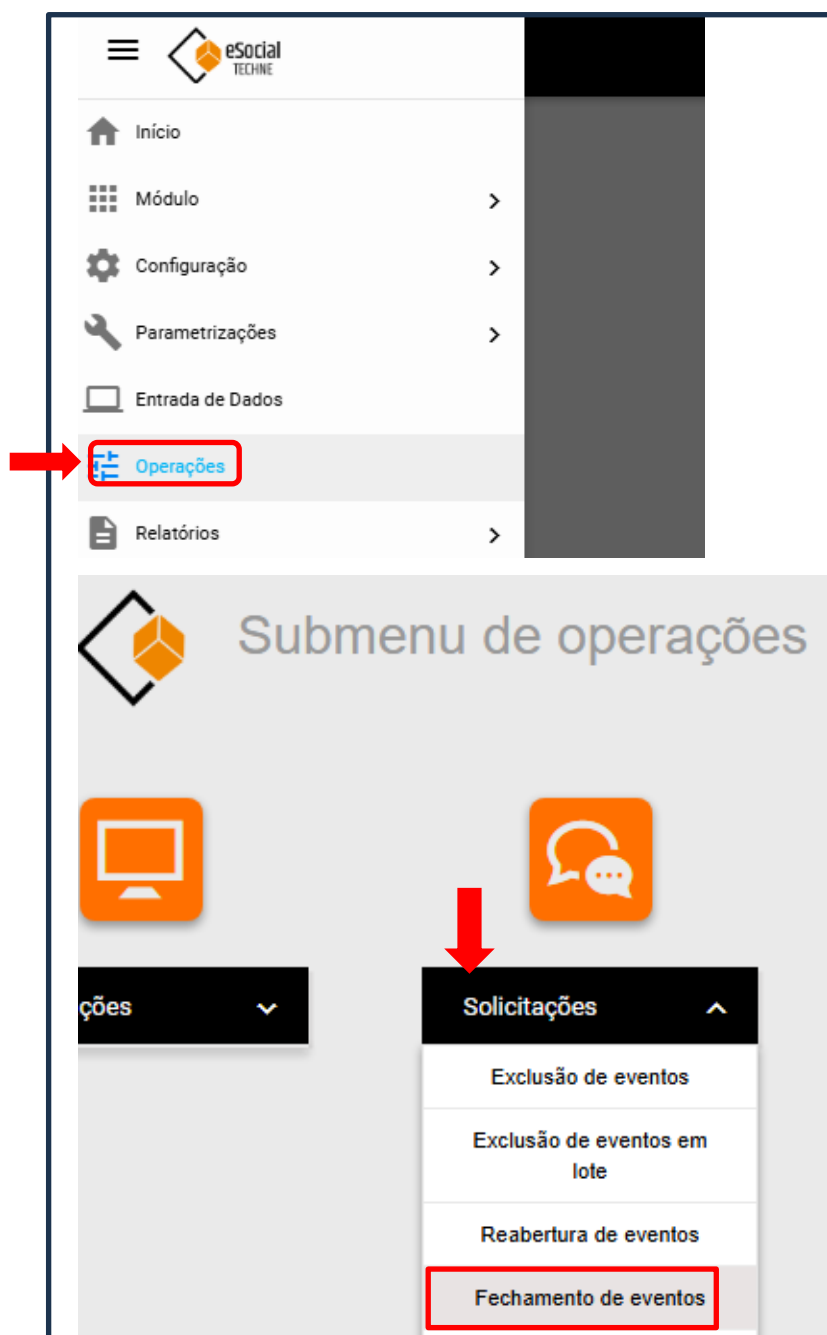 eSocial
TECHNE
Início
Módulo
Configuração
Parametrizações
Entrada de Dados
Operações
Relatórios
Submenu de operações
ções
Solicitações
Exclusão de eventos
Exclusão de eventos em
lote
Reabertura de eventos
Fechamento de eventos